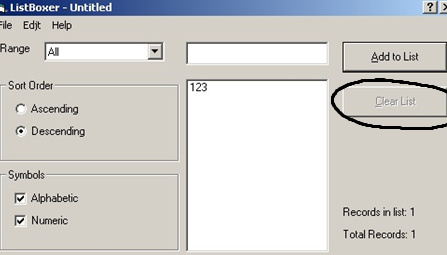 ListBoxer - Untitled
File Edit Help
Range All Add to List
Sort Order 123 Clear List
Ascending
Descending
Symbols
Alphabetic
Numeric
Records in list: 1
Total Records: 1